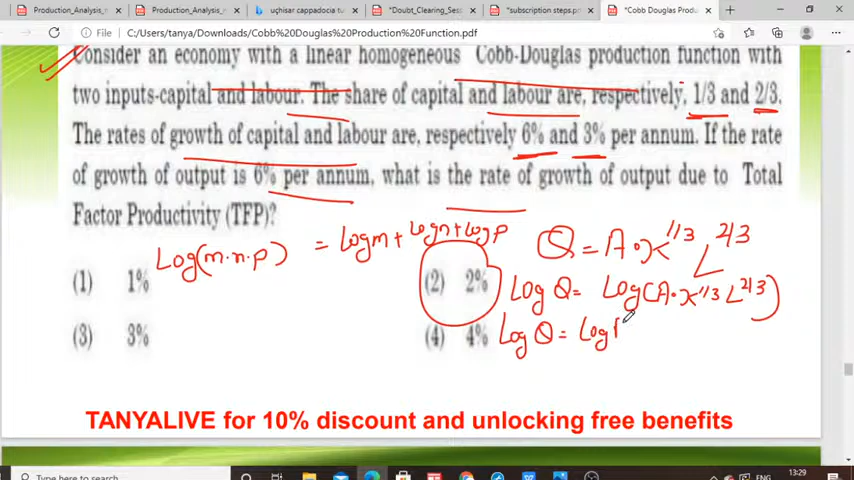 Production_Analysis_n
Production_Analysis_n
uçhisar cappadocia tu
*Doubt_Clearing_Sess
*subscription steps.pd
*Cobb Douglas Produc
File
C:/Users/tanya/Downloads/Cobb%20Douglas%20Production%20Function.pdf
Consider an economy with a linear homogeneous Cobb-Douglas production function with
two inputs-capital and labour. The share of capital and labour are, respectively, 1/3 and 2/3.
The rates of growth of capital and labour are, respectively 6% and 3% per annum. If the rate
of growth of output is 6% per annum, what is the rate of growth of output due to Total
Factor Productivity (TFP)?
Log(m.n.p) = Logm + Logn + Logp
Q = A.K^1/3 L^2/3
(1) 1%
(2) 2%
Log Q = Log(A.K^1/3 L^2/3)
(3) 3%
(4) 4%
Log Q = Log
TANYALIVE for 10% discount and unlocking free benefits
Type here to search
ENG
13:29